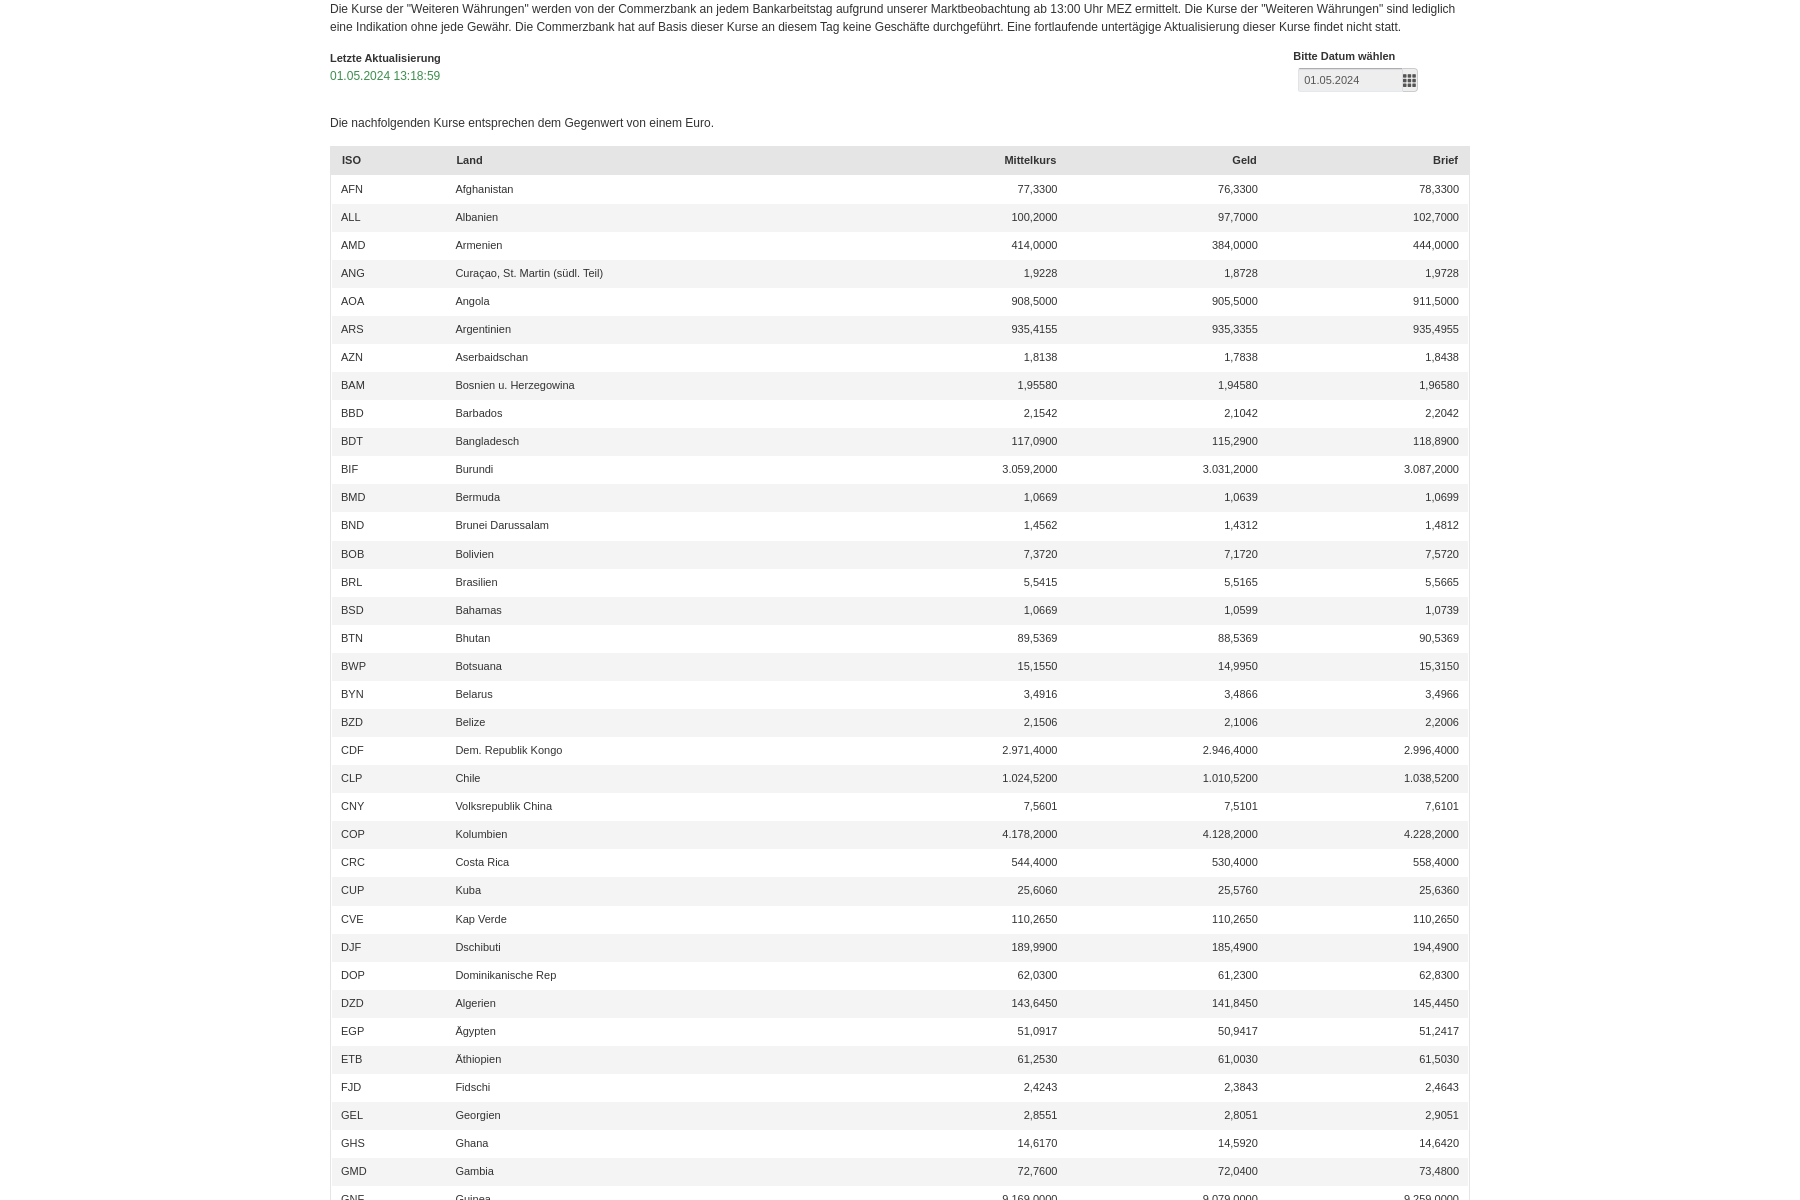 Die Kurse der "Weiteren Währungen" werden von der Commerzbank an jedem Bankarbeitstag aufgrund unserer Marktbeobachtung ab 13:00 Uhr MEZ ermittelt. Die Kurse der "Weiteren Währungen" sind lediglich
eine Indikation ohne jede Gewähr. Die Commerzbank hat auf Basis dieser Kurse an diesem Tag keine Geschäfte durchgeführt. Eine fortlaufende untertägige Aktualisierung dieser Kurse findet nicht statt.
Letzte Aktualisierung
01.05.2024 13:18:59
Bitte Datum wählen
01.05.2024
Die nachfolgenden Kurse entsprechen dem Gegenwert von einem Euro.
ISO Land Mittelkurs Geld Brief
AFN Afghanistan 77,3300 76,3300 78,3300
ALL Albanien 100,2000 97,7000 102,7000
AMD Armenien 414,0000 384,0000 444,0000
ANG Curaçao, St. Martin (südl. Teil) 1,9228 1,8728 1,9728
AOA Angola 908,5000 905,5000 911,5000
ARS Argentinien 935,4155 935,3355 935,4955
AZN Aserbaidschan 1,8138 1,7838 1,8438
BAM Bosnien u. Herzegowina 1,95580 1,94580 1,96580
BBD Barbados 2,1542 2,1042 2,2042
BDT Bangladesch 117,0900 115,2900 118,8900
BIF Burundi 3.059,2000 3.031,2000 3.087,2000
BMD Bermuda 1,0669 1,0639 1,0699
BND Brunei Darussalam 1,4562 1,4312 1,4812
BOB Bolivien 7,3720 7,1720 7,5720
BRL Brasilien 5,5415 5,5165 5,5665
BSD Bahamas 1,0669 1,0599 1,0739
BTN Bhutan 89,5369 88,5369 90,5369
BWP Botsuana 15,1550 14,9950 15,3150
BYN Belarus 3,4916 3,4866 3,4966
BZD Belize 2,1506 2,1006 2,2006
CDF Dem. Republik Kongo 2.971,4000 2.946,4000 2.996,4000
CLP Chile 1.024,5200 1.010,5200 1.038,5200
CNY Volksrepublik China 7,5601 7,5101 7,6101
COP Kolumbien 4.178,2000 4.128,2000 4.228,2000
CRC Costa Rica 544,4000 530,4000 558,4000
CUP Kuba 25,6060 25,5760 25,6360
CVE Kap Verde 110,2650 110,2650 110,2650
DJF Dschibuti 189,9900 185,4900 194,4900
DOP Dominikanische Rep 62,0300 61,2300 62,8300
DZD Algerien 143,6450 141,8450 145,4450
EGP Ägypten 51,0917 50,9417 51,2417
ETB Äthiopien 61,2530 61,0030 61,5030
FJD Fidschi 2,4243 2,3843 2,4643
GEL Georgien 2,8551 2,8051 2,9051
GHS Ghana 14,6170 14,5920 14,6420
GMD Gambia 72,7600 72,0400 73,4800
GNF Guinea 9.169,0000 9.079,0000 9.259,0000